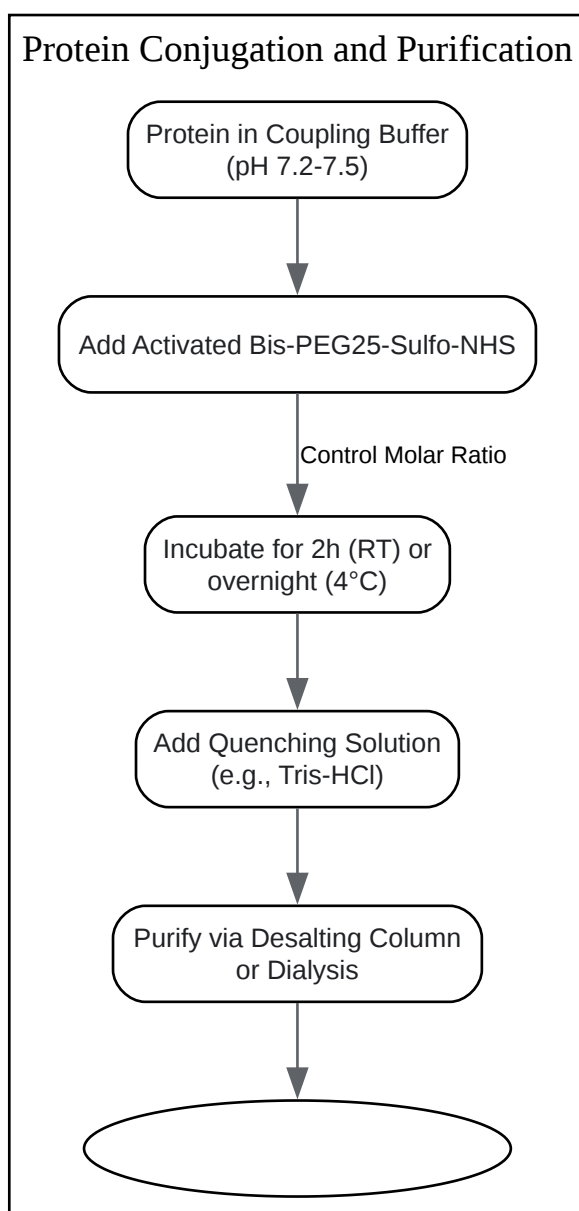 Protein Conjugation and Purification
Protein in Coupling Buffer
(pH 7.2-7.5)
Add Activated Bis-PEG25-Sulfo-NHS
Control Molar Ratio
Incubate for 2h (RT) or
overnight (4°C)
Add Quenching Solution
(e.g., Tris-HCl)
Purify via Desalting Column
or Dialysis